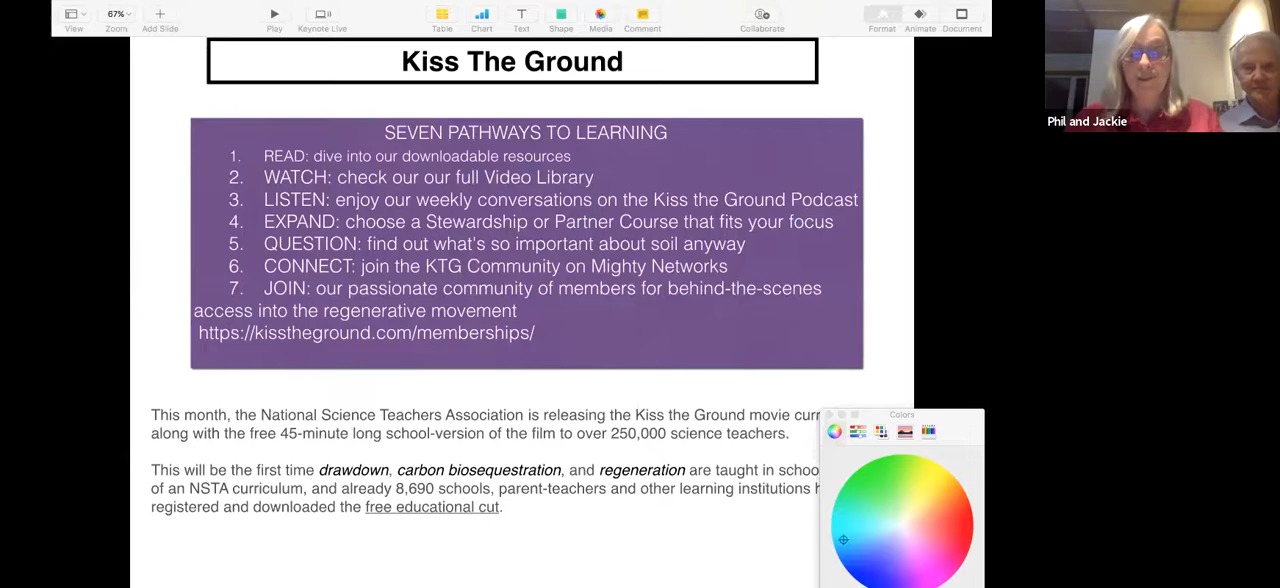 View
67%
Zoom
Add Slide
Play
Keynote Live
Table
Chart
Text
Shape
Media
Comment
Collaborate
Format
Animate
Document
Phil and Jackie
Kiss The Ground
SEVEN PATHWAYS TO LEARNING
1. READ: dive into our downloadable resources
2. WATCH: check our our full Video Library
3. LISTEN: enjoy our weekly conversations on the Kiss the Ground Podcast
4. EXPAND: choose a Stewardship or Partner Course that fits your focus
5. QUESTION: find out what's so important about soil anyway
6. CONNECT: join the KTG Community on Mighty Networks
7. JOIN: our passionate community of members for behind-the-scenes
access into the regenerative movement
https://kisstheground.com/memberships/
This month, the National Science Teachers Association is releasing the Kiss the Ground movie
along with the free 45-minute long school-version of the film to over 250,000 science teachers.
This will be the first time drawdown, carbon biosequestration, and regeneration are taught in
of an NSTA curriculum, and already 8,690 schools, parent-teachers and other learning institutions
registered and downloaded the free educational cut.
Colors